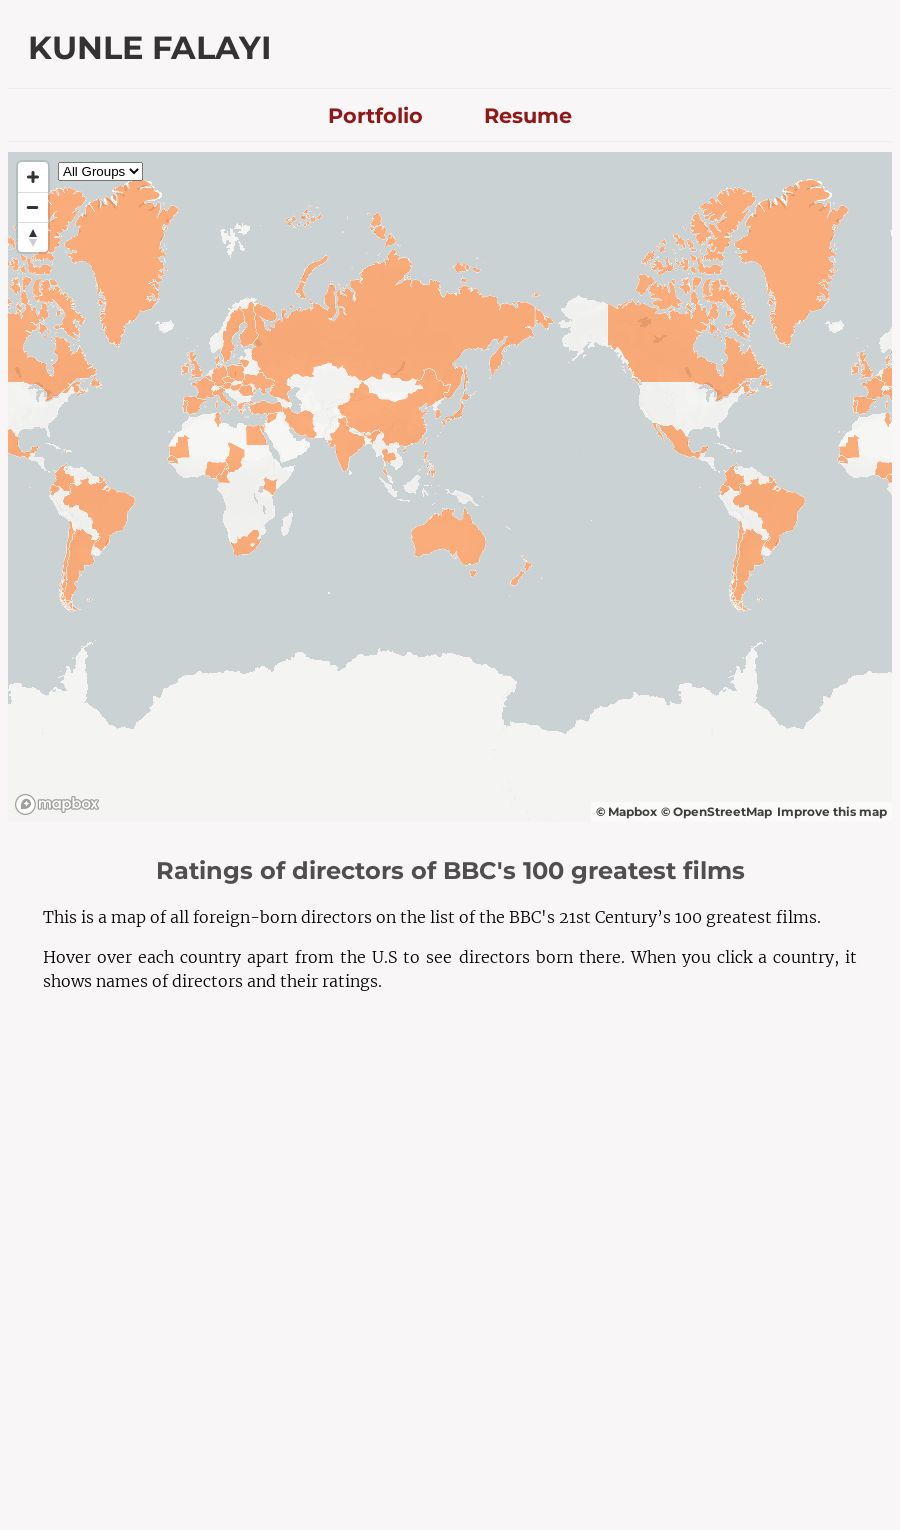 KUNLE FALAYI
Portfolio Resume
All Groups
mapbox
© Mapbox © OpenStreetMap Improve this map
Ratings of directors of BBC's 100 greatest films
This is a map of all foreign-born directors on the list of the BBC's 21st Century’s 100 greatest films.
Hover over each country apart from the U.S to see directors born there. When you click a country, it
shows names of directors and their ratings.